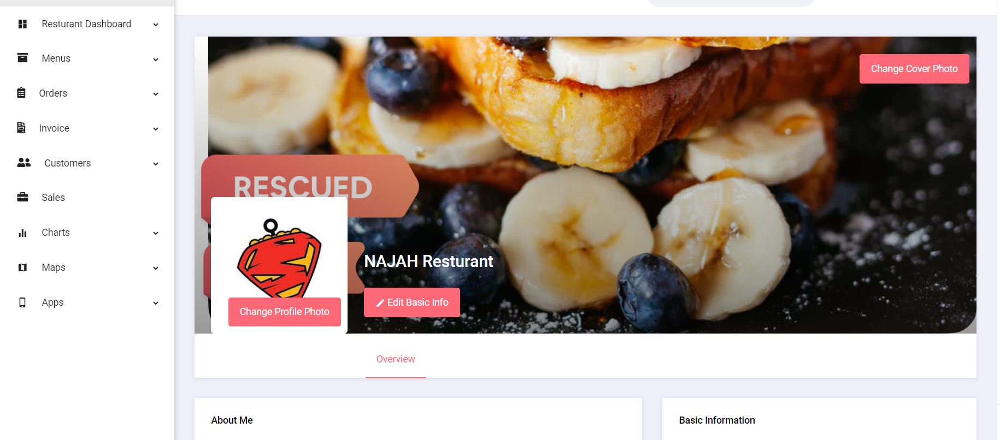 Resturant Dashboard
Menus
Orders
Invoice
Customers
Sales
Charts
Maps
Apps
Change Cover Photo
RESCUED
NAJAH Resturant
Edit Basic Info
Change Profile Photo
Overview
About Me
Basic Information